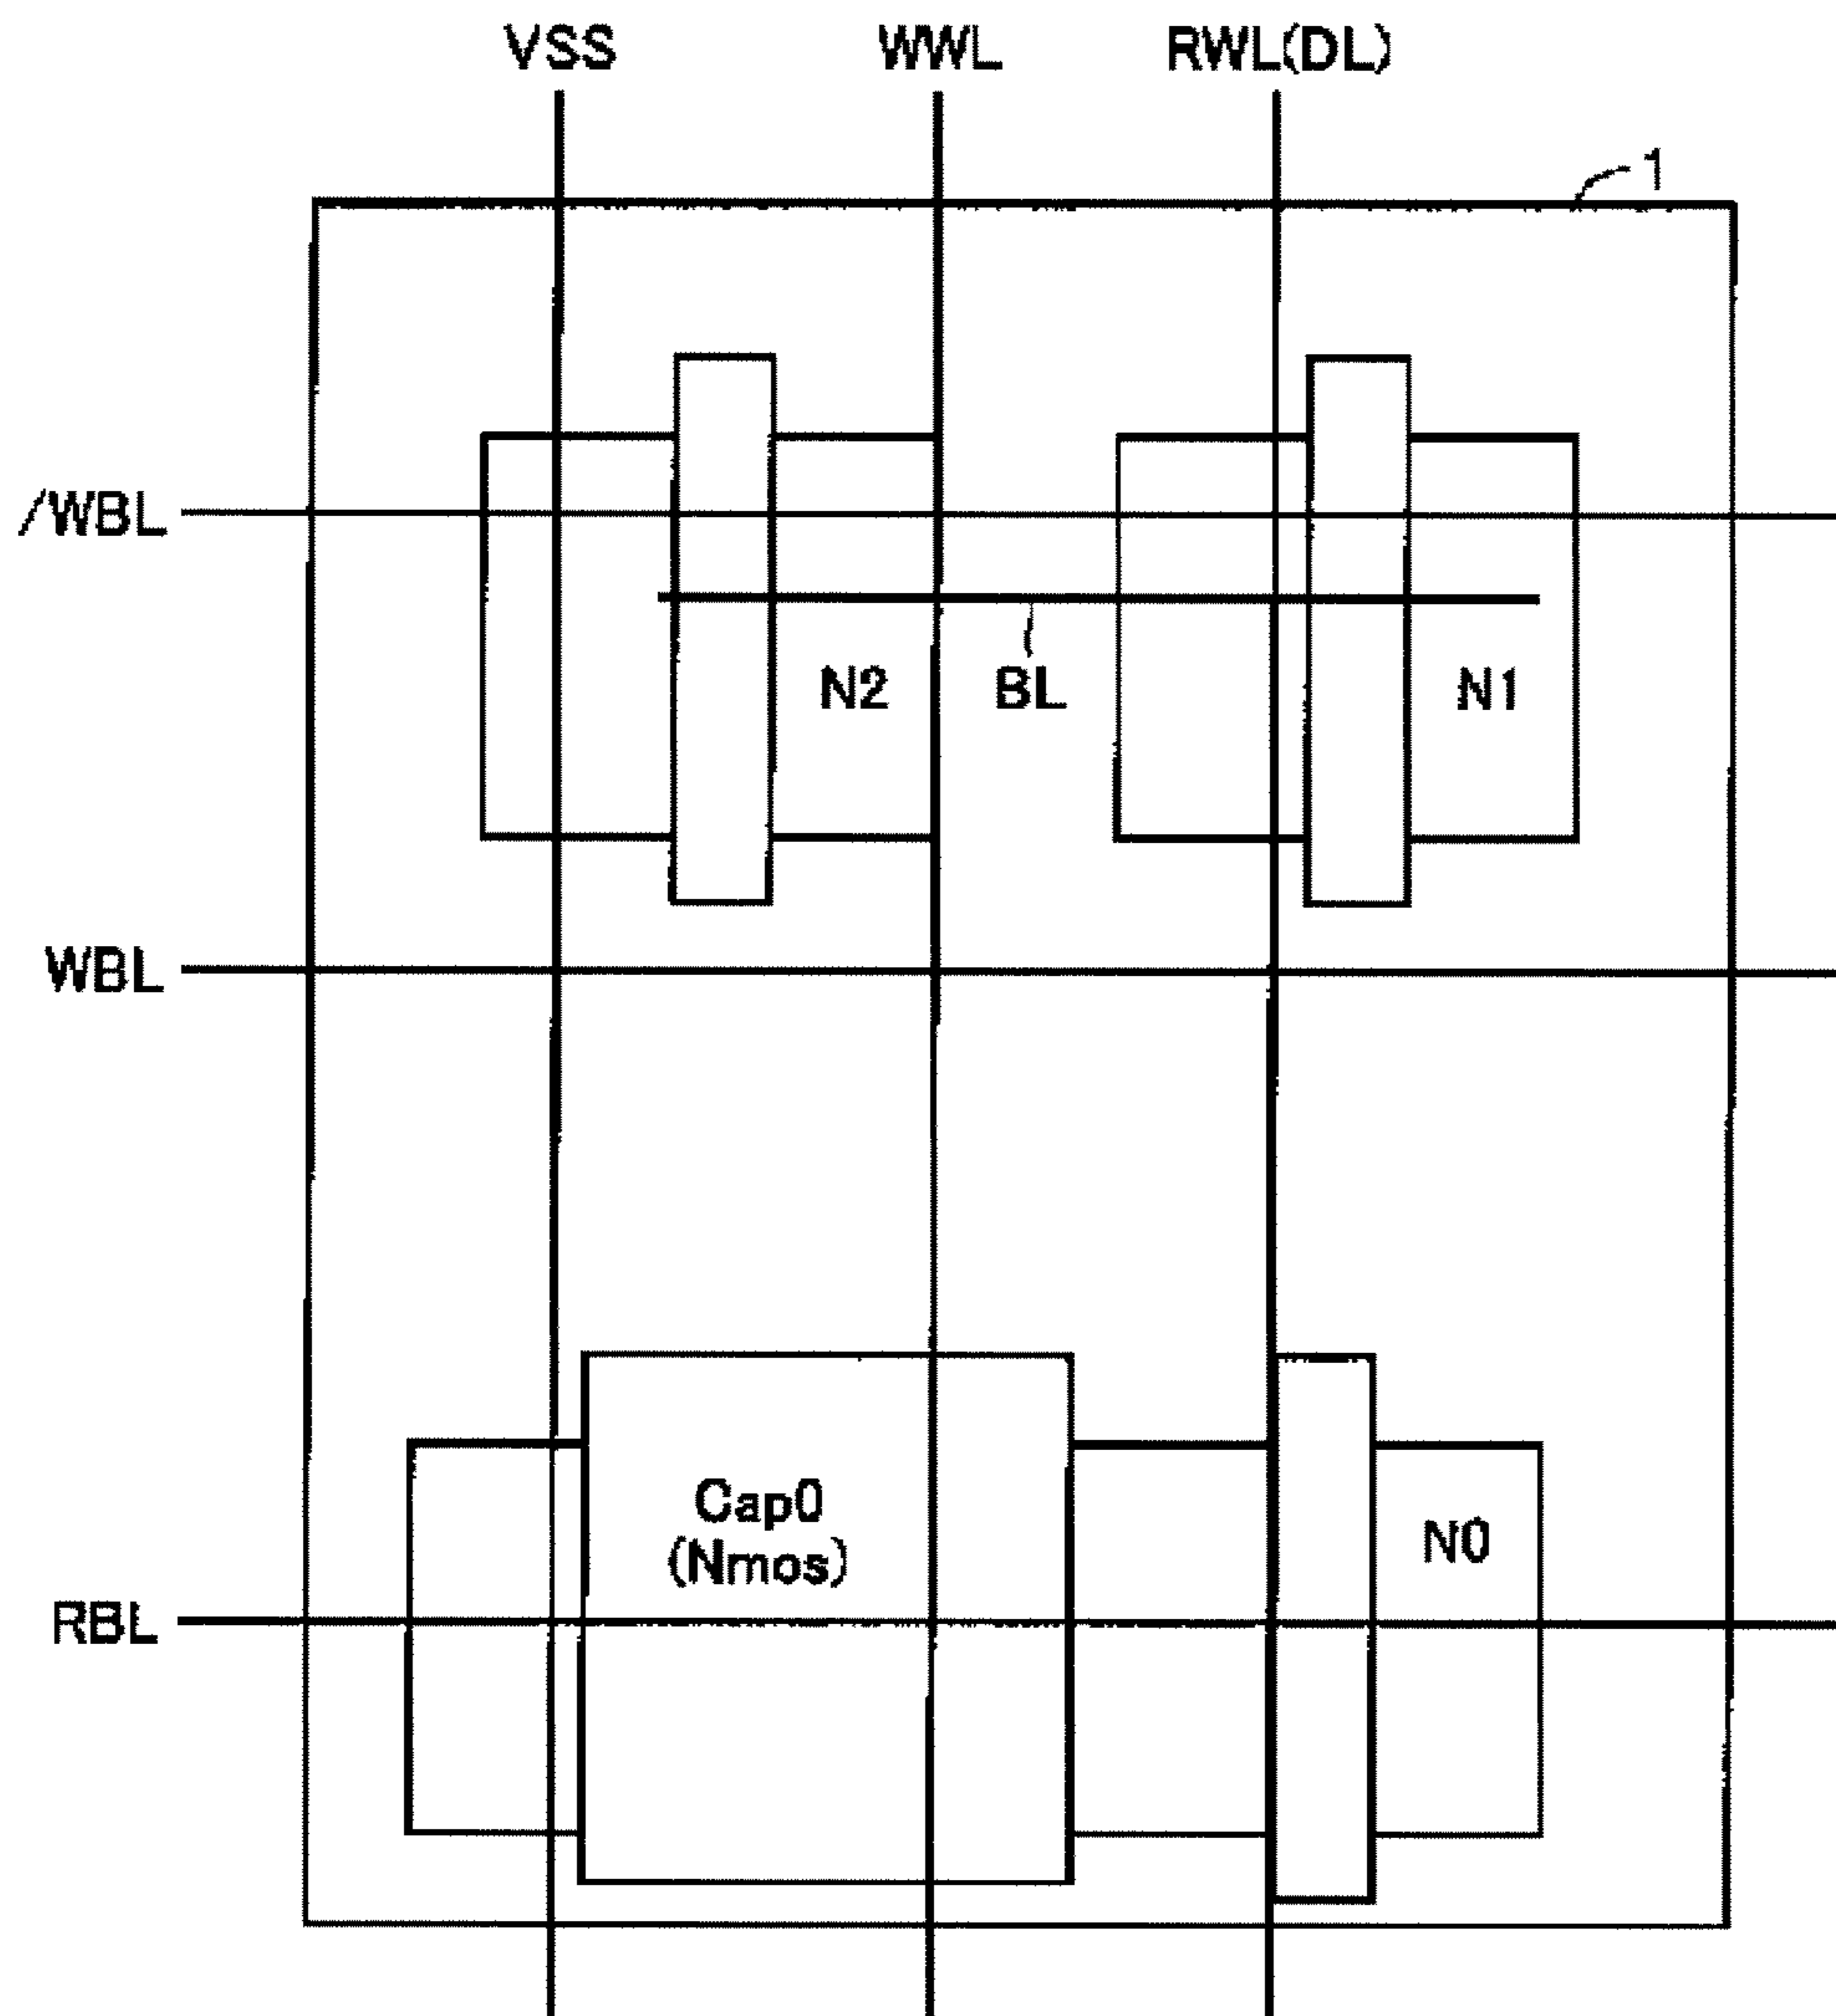 VSS
WWL
RWL(DL)
1
/WBL
N2
BL
N1
WBL
Cap0
(Nmos)
N0
RBL